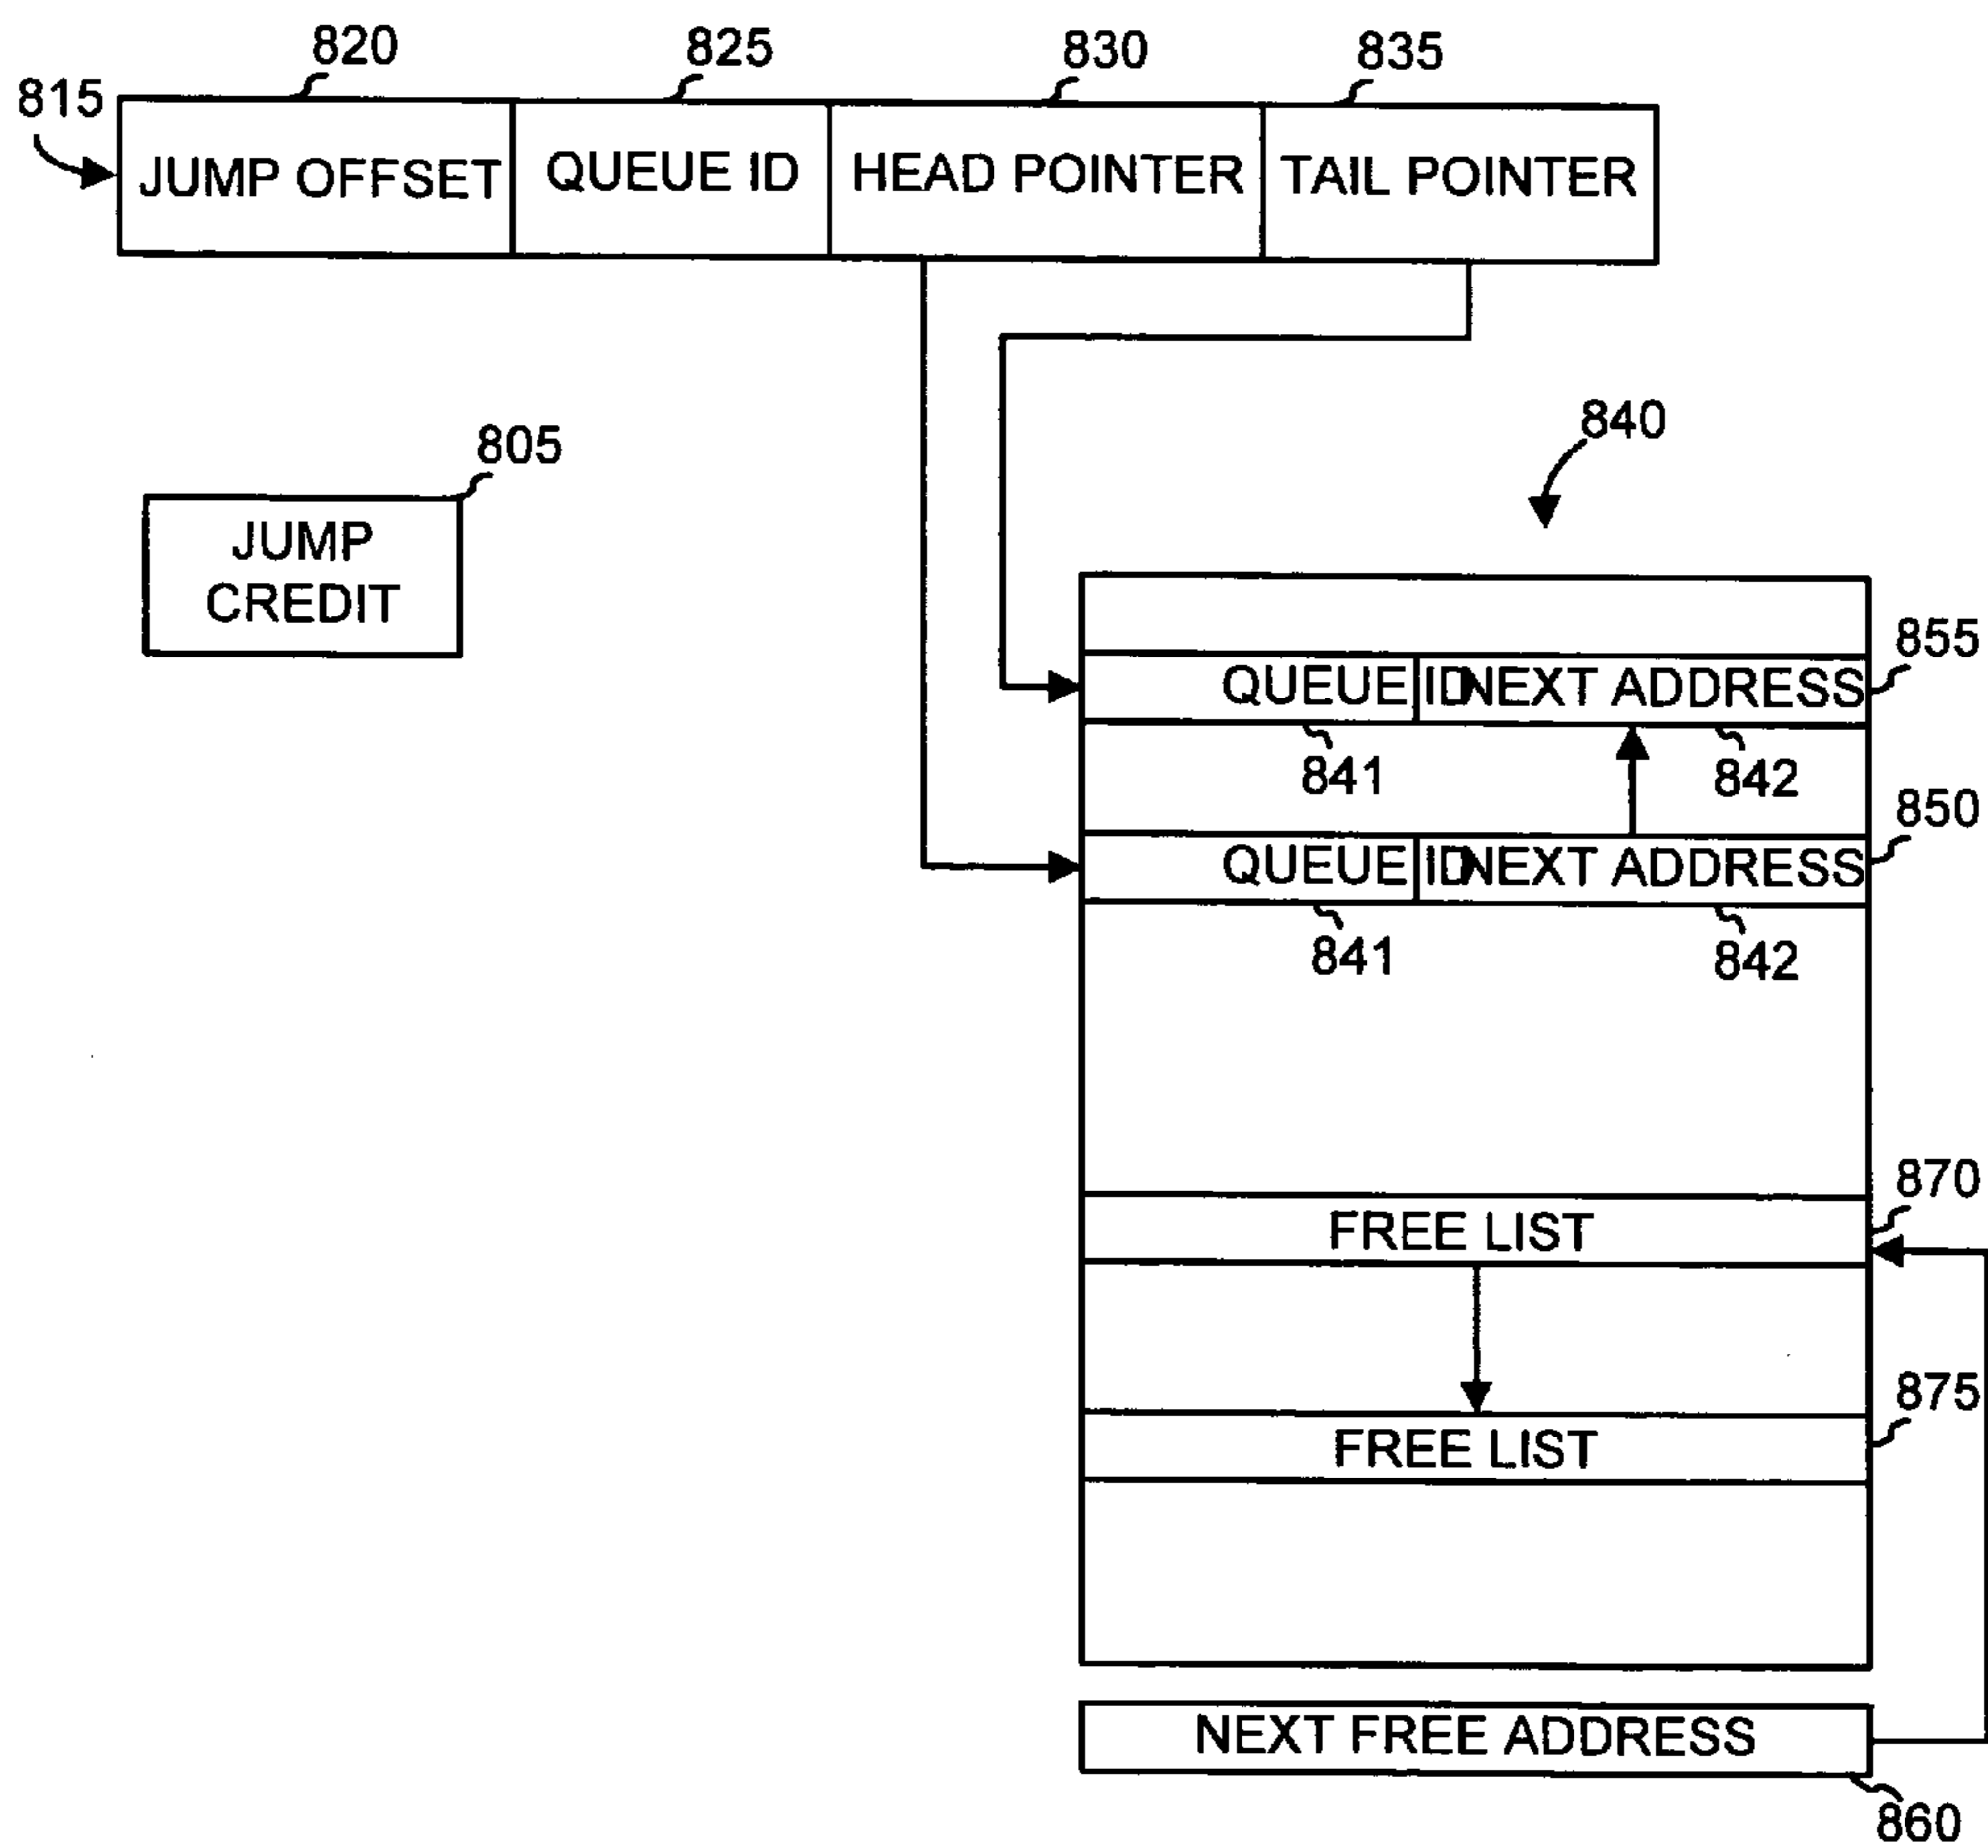 820 825 830 835
815
JUMP OFFSET QUEUE ID HEAD POINTER TAIL POINTER
840
805
JUMP
CREDIT
855
QUEUE ID NEXT ADDRESS
841 842
850
QUEUE ID NEXT ADDRESS
841 842
870
FREE LIST
875
FREE LIST
NEXT FREE ADDRESS
860